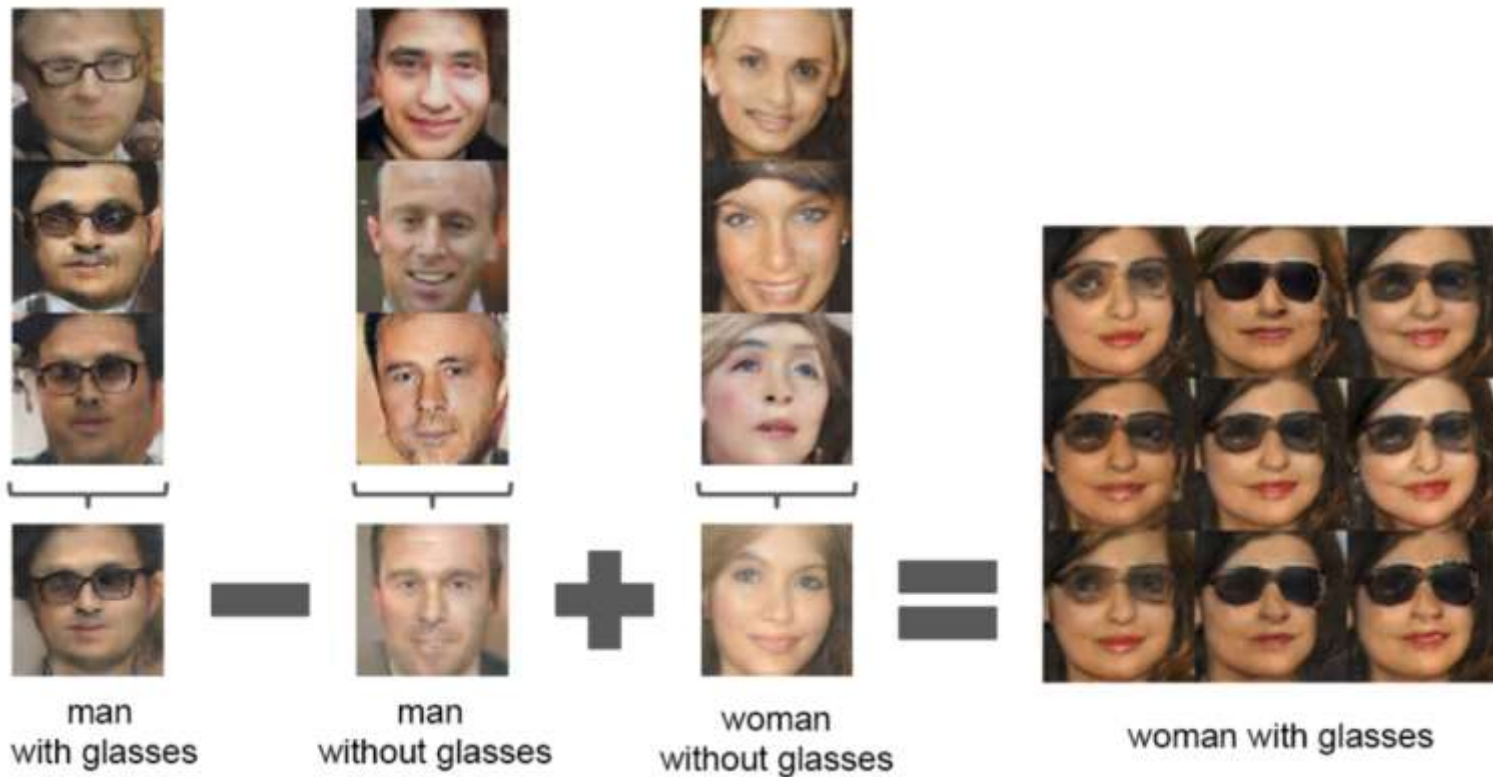 man
with glasses
man
without glasses
woman
without glasses
woman with glasses